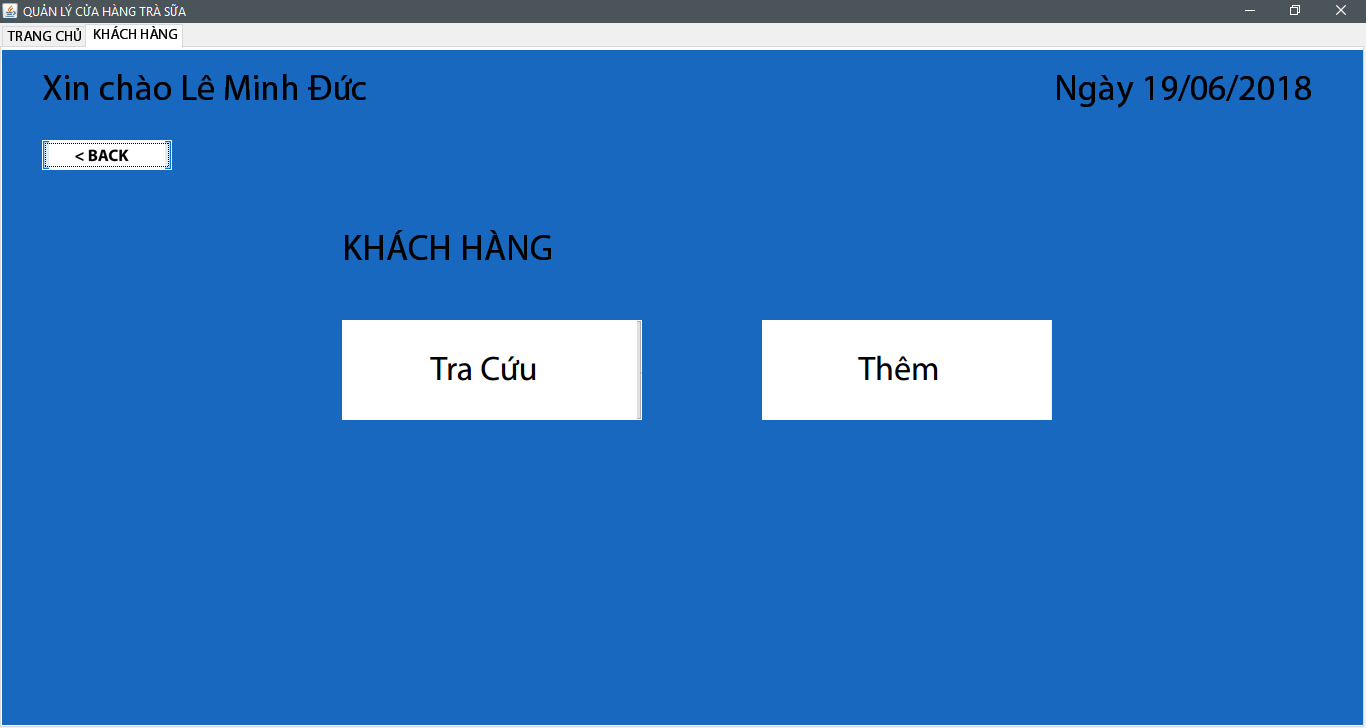 QUẢN LÝ CỬA HÀNG TRÀ SỮA
TRANG CHỦ KHÁCH HÀNG
Xin chào Lê Minh Đức Ngày 19/06/2018
< BACK
KHÁCH HÀNG
Tra Cứu Thêm